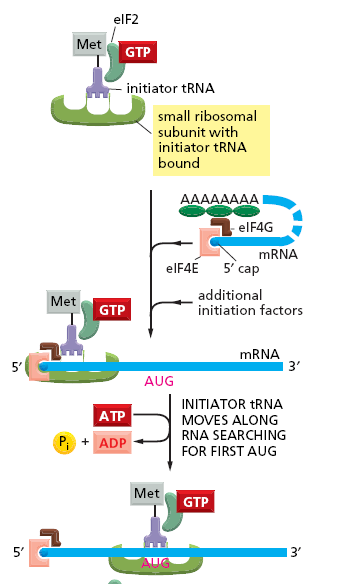 eIF2
Met
GTP
initiator tRNA
small ribosomal
subunit with
initiator tRNA
bound
AAAAAAAA
eIF4G
mRNA
eIF4E
5′ cap
additional
initiation factors
Met
GTP
mRNA
5′
3′
AUG
ATP
INITIATOR tRNA
MOVES ALONG
RNA SEARCHING
FOR FIRST AUG
Pi + ADP
Met
GTP
5′
3′
AUG